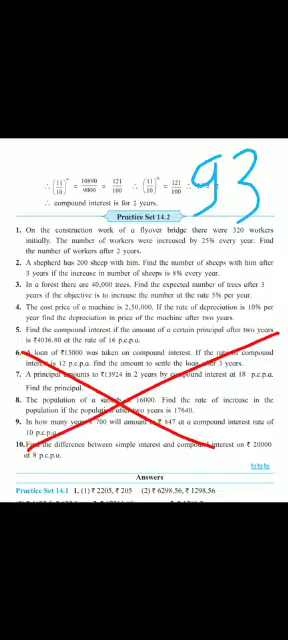 93
∴ (11/10)ⁿ = 10890/9000 = 121/100 ∴ (11/10)ⁿ = 121/100 ∴
∴ compound interest is for 2 years.
Practice Set 14.2
1. On the construction work of a flyover bridge there were 320 workers
initially. The number of workers were increased by 25% every year. Find
the number of workers after 2 years.
2. A shepherd has 200 sheep with him. Find the number of sheeps with him after
3 years if the increase in number of sheeps is 8% every year.
3. In a forest there are 40,000 trees. Find the expected number of trees after 3
years if the objective is to increase the number at the rate 5% per year.
4. The cost price of a machine is 2,50,000. If the rate of depreciation is 10% per
year find the depreciation in price of the machine after two years.
5. Find the compound interest if the amount of a certain principal after two years
is ₹4036.80 at the rate of 16 p.c.p.a.
6. A loan of ₹15000 was taken on compound interest. If the rate of compound
interest is 12 p.c.p.a. find the amount to settle the loan after 3 years.
7. A principal amounts to ₹13924 in 2 years by compound interest at 18 p.c.p.a.
Find the principal.
8. The population of a suburb is 16000. Find the rate of increase in the
population if the population after two years is 17640.
9. In how many years ₹ 700 will amount to ₹ 847 at a compound interest rate of
10 p.c.p.a.
10. Find the difference between simple interest and compound interest on ₹ 20000
at 8 p.c.p.a.
Answers
Practice Set 14.1 1. (1) ₹ 2205, ₹ 205 (2) ₹ 6298.56, ₹ 1298.56